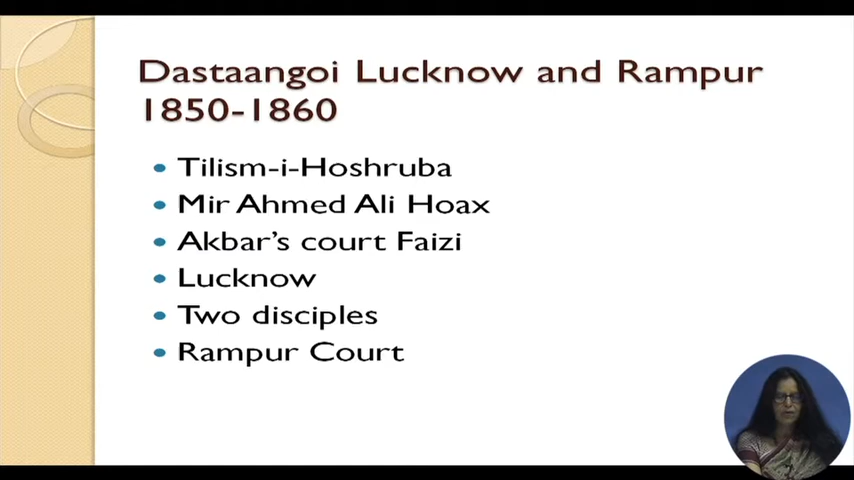 Dastaangoi Lucknow and Rampur
1850-1860
• Tilism-i-Hoshruba
• Mir Ahmed Ali Hoax
• Akbar's court Faizi
• Lucknow
• Two disciples
• Rampur Court